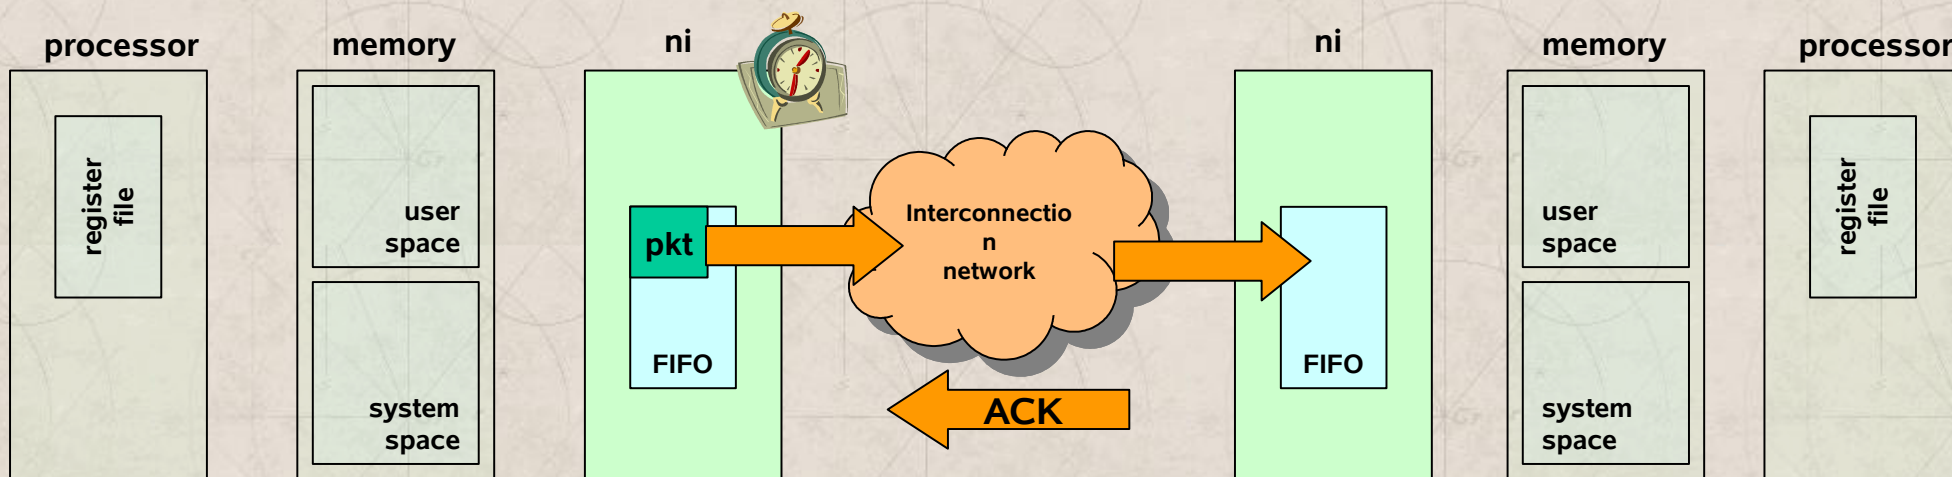 processor
memory
ni
ni
memory
processor
register
file
user
space
system
space
pkt
FIFO
Interconnectio
n
network
ACK
FIFO
user
space
system
space
register
file